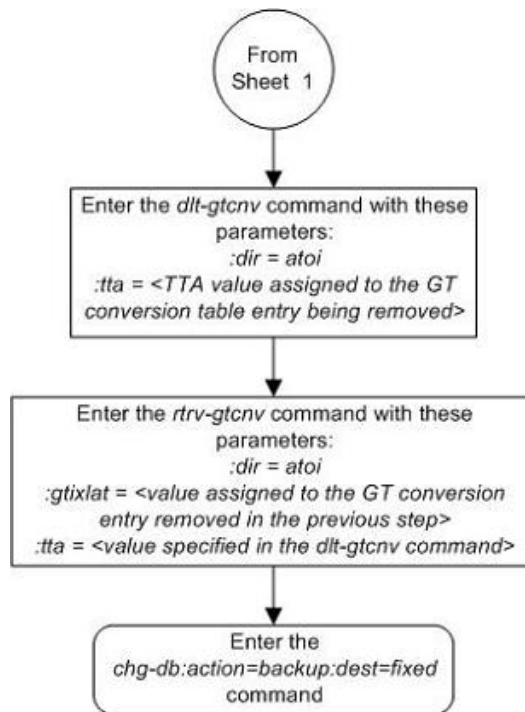 From
Sheet 1
Enter the dlt-gtcnv command with these
parameters:
:dir = atoi
:tta = <TTA value assigned to the GT
conversion table entry being removed>
Enter the rtrv-gtcnv command with these
parameters:
:dir = atoi
:gtixlat = <value assigned to the GT conversion
entry removed in the previous step>
:tta = <value specified in the dlt-gtcnv command>
Enter the
chg-db:action=backup:dest=fixed
command